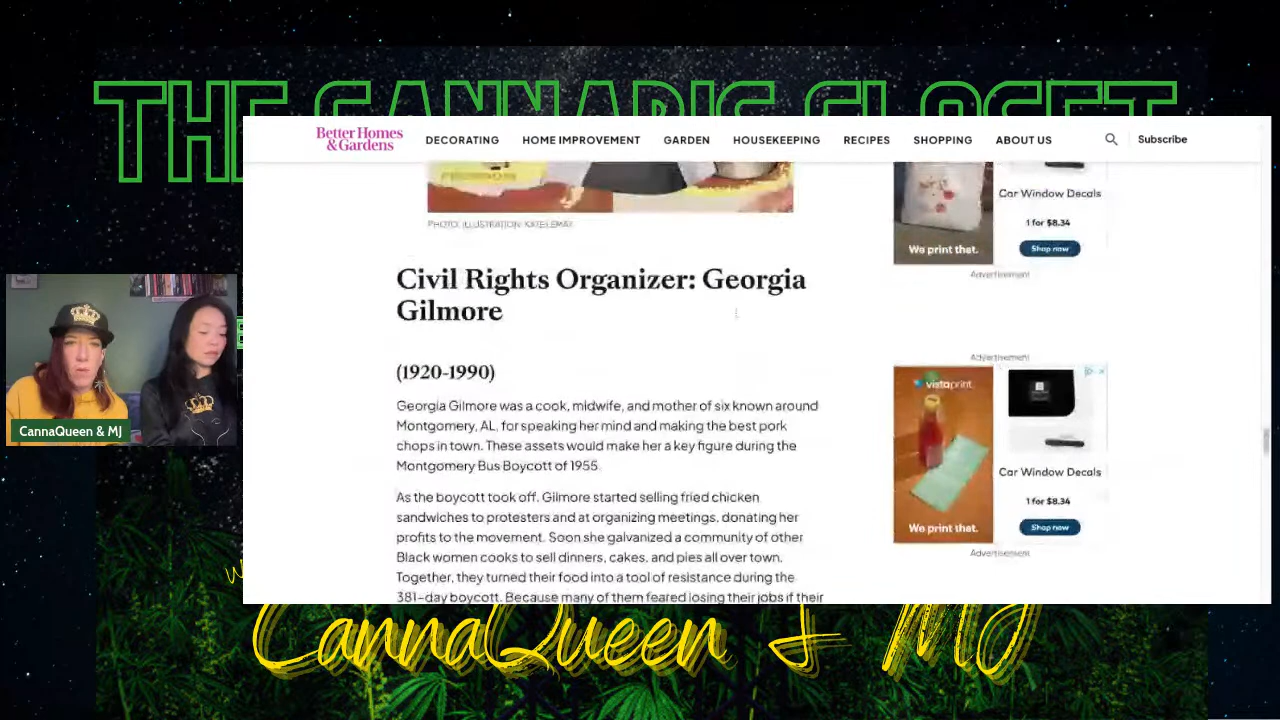 THE CANNABIS CLOSET
Better Homes
& Gardens
DECORATING
HOME IMPROVEMENT
GARDEN
HOUSEKEEPING
RECIPES
SHOPPING
ABOUT US
Subscribe
PHOTO: ILLUSTRATION: KATEI EMAY
Civil Rights Organizer: Georgia
Gilmore
(1920-1990)
Georgia Gilmore was a cook, midwife, and mother of six known around
Montgomery, AL, for speaking her mind and making the best pork
chops in town. These assets would make her a key figure during the
Montgomery Bus Boycott of 1955.
As the boycott took off, Gilmore started selling fried chicken
sandwiches to protesters and at organizing meetings, donating her
profits to the movement. Soon she galvanized a community of other
Black women cooks to sell dinners, cakes, and pies all over town.
Together, they turned their food into a tool of resistance during the
381-day boycott. Because many of them feared losing their jobs if their
We print that.
Car Window Decals
1 for $8.34
Shop now
Advertisement
Advertisement
vistaprint.
We print that.
Car Window Decals
1 for $8.34
Shop now
Advertisement
CannaQueen & MJ
CannaQueen & MJ